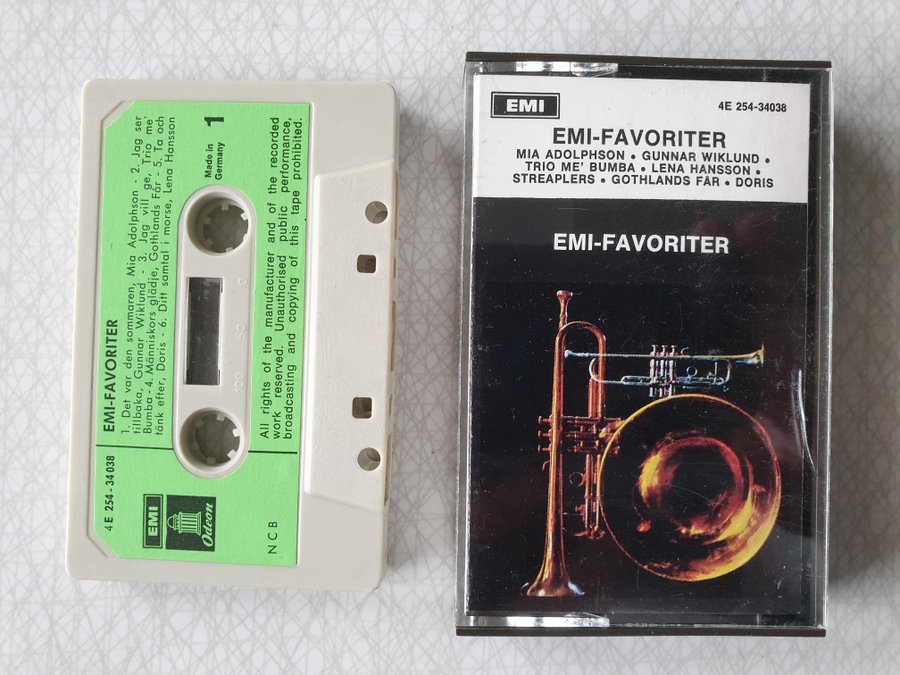 4E 254-34038
EMI-FAVORITER
1. Det var den sommaren, Mia Adolphson - 2. Jag ser
tillbaka, Gunnar Wiklund - 3. Jag vill ge, Trio me'
Bumba - 4. Människors glädje, Gothlands Får - 5. Ta och
tänk efter, Doris - 6. Ditt samtal i morse, Lena Hansson
EMI
Odeon
Made in
Germany
1
100 50 0
NCB
All rights of the manufacturer and of the recorded
work reserved. Unauthorised public performance,
broadcasting and copying of this tape prohibited.
EMI
4E 254-34038
EMI-FAVORITER
MIA ADOLPHSON • GUNNAR WIKLUND •
TRIO ME' BUMBA • LENA HANSSON •
STREAPLERS • GOTHLANDS FÅR • DORIS
EMI-FAVORITER